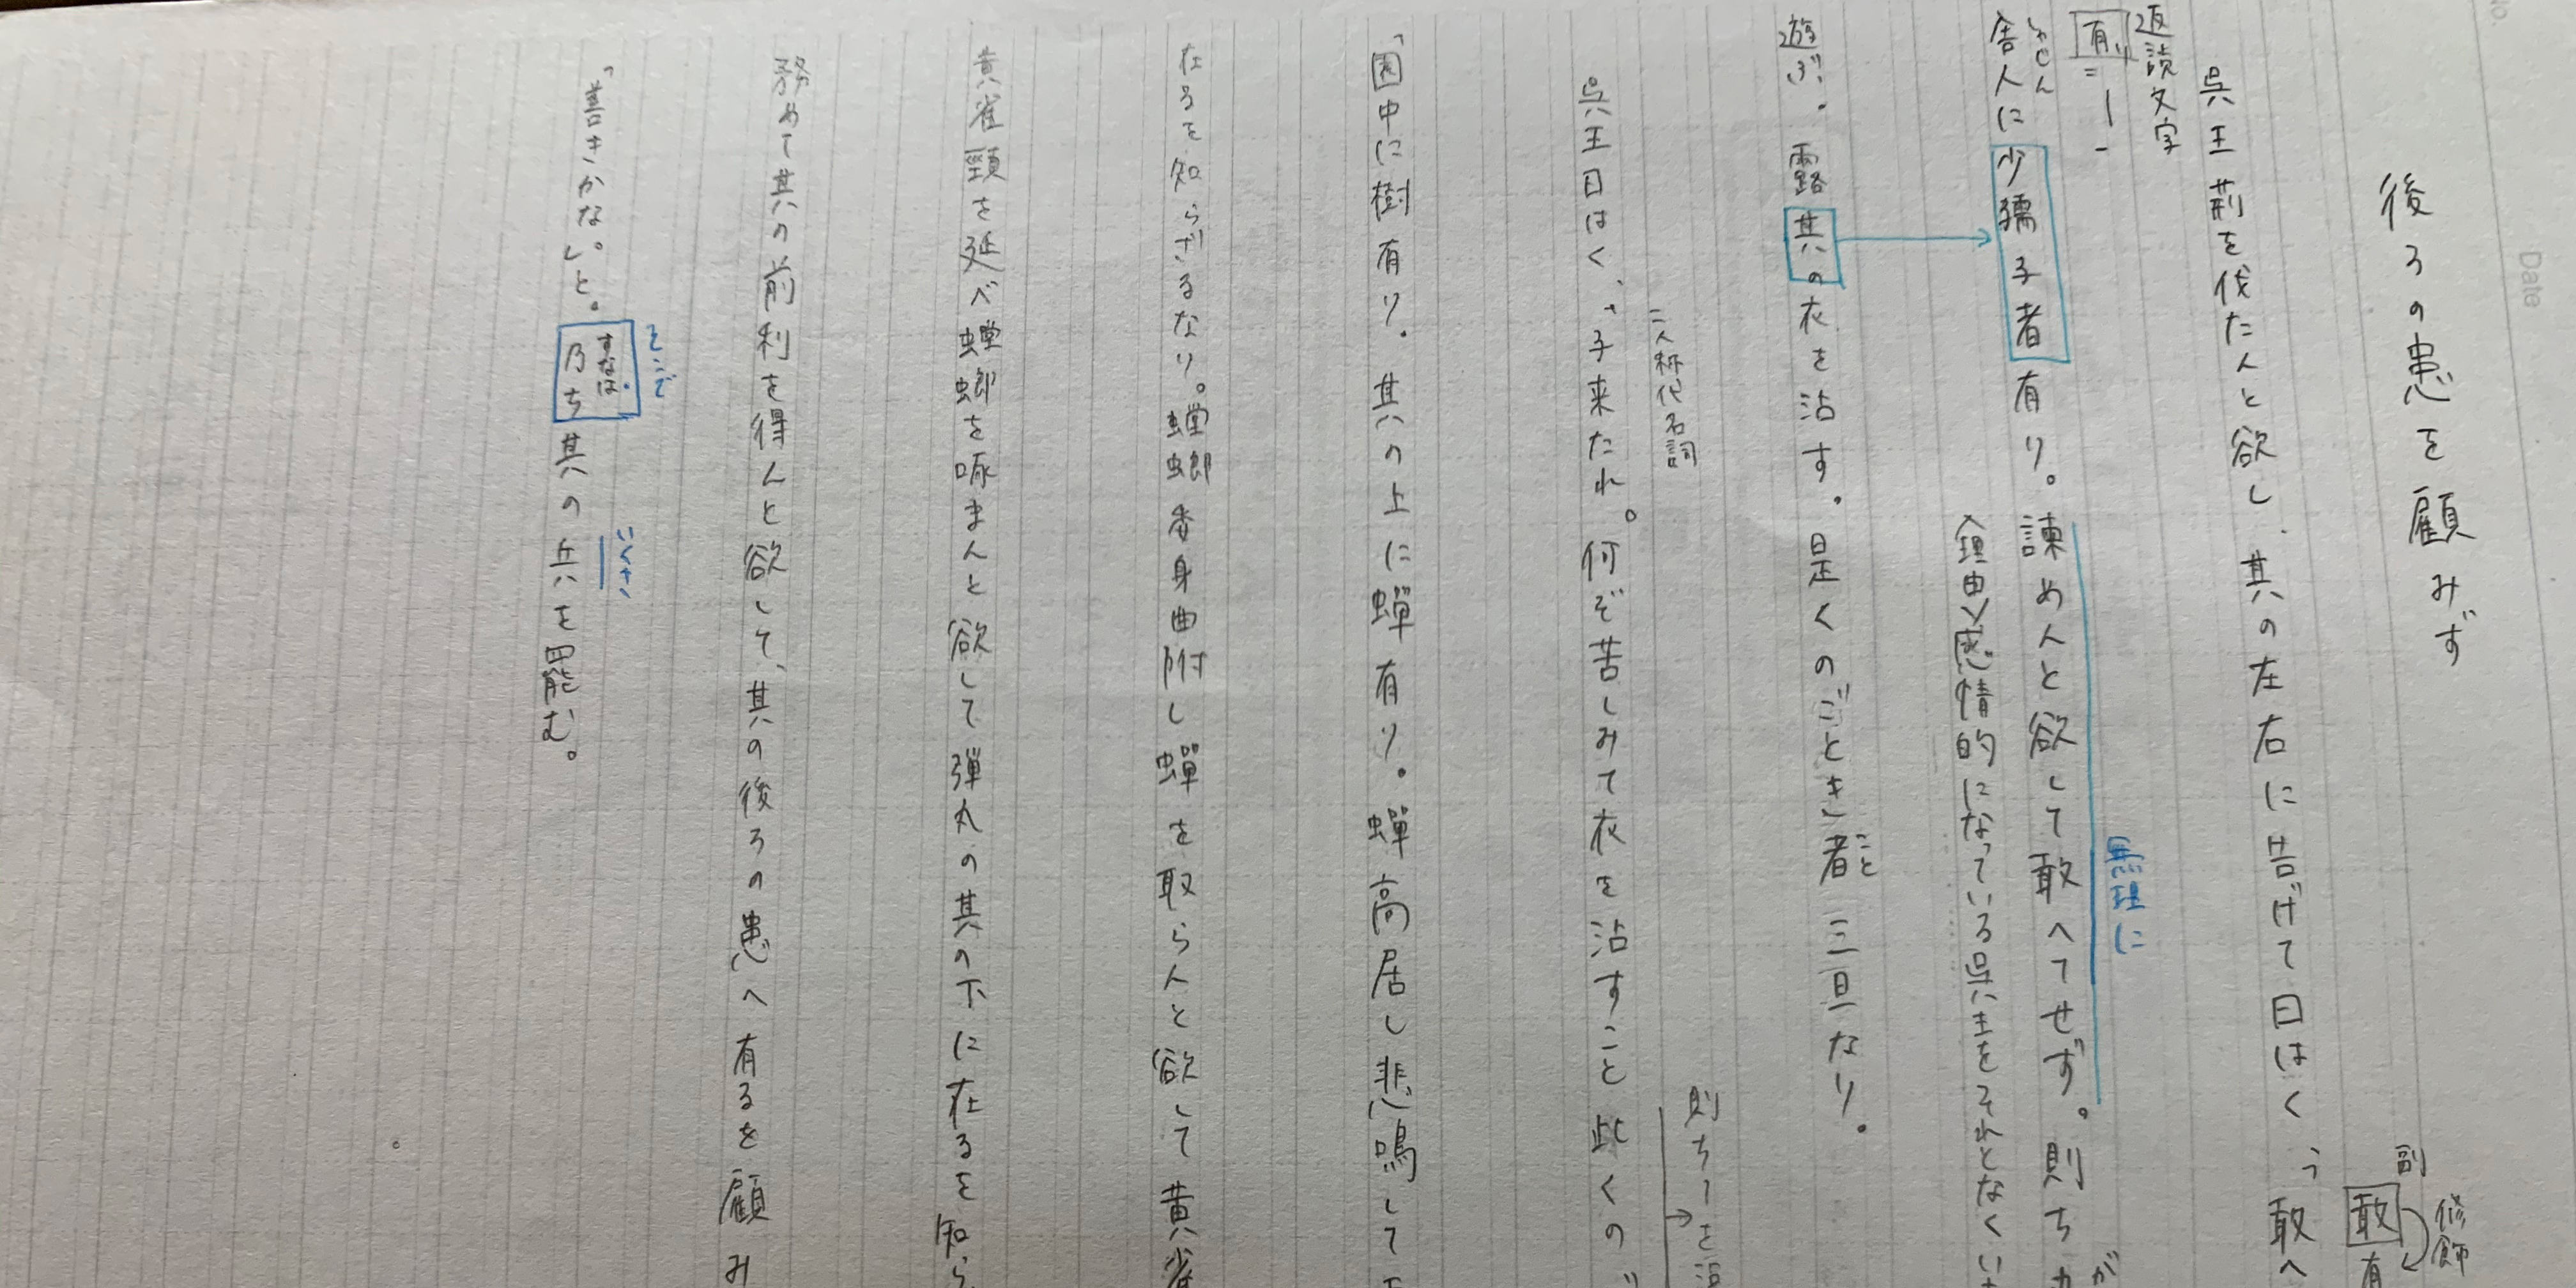 Date
後ろの患を顧みず
副
修飾
敢
有
呉王荊を伐たんと欲し、其の左右に告げて曰はく「敢へ
返読文字
有り=
しゃじん
舎人に少孺子者有り。諫めんと欲して敢へてせず。則ち
無理に
理由 感情的になっている呉王をそれとなくい
遊ぶ。露其の衣を沾す。是くのごとき者三旦なり。
こと
二人称代名詞
則ち
呉王曰はく、「子来たれ。何ぞ苦しみて衣を沾すこと此くの
「園中に樹有り。其の上に蟬有り。蟬高居し悲鳴して
在るを知らざるなり。螳螂委身曲附し蟬を取らんと欲して黄雀
黄雀頸を延べ螳螂を啄まんと欲して弾丸の其の下に在るを知ら
務めて其の前利を得んと欲して、其の後ろの患へ有るを顧み
そこで
すなは
いくさ
「善きかな。」と。乃ち其の兵を罷む。